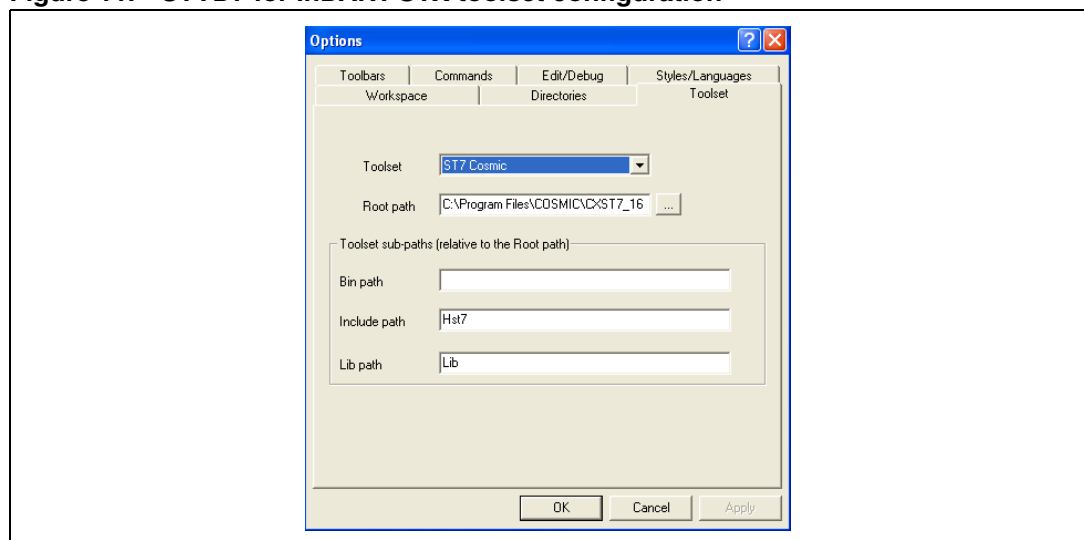 Options
Toolbars Commands Edit/Debug Styles/Languages
Workspace Directories Toolset
Toolset ST7 Cosmic
Root path C:\Program Files\COSMIC\CXST7_16 ...
Toolset sub-paths (relative to the Root path)
Bin path
Include path Hst7
Lib path Lib
OK Cancel Apply